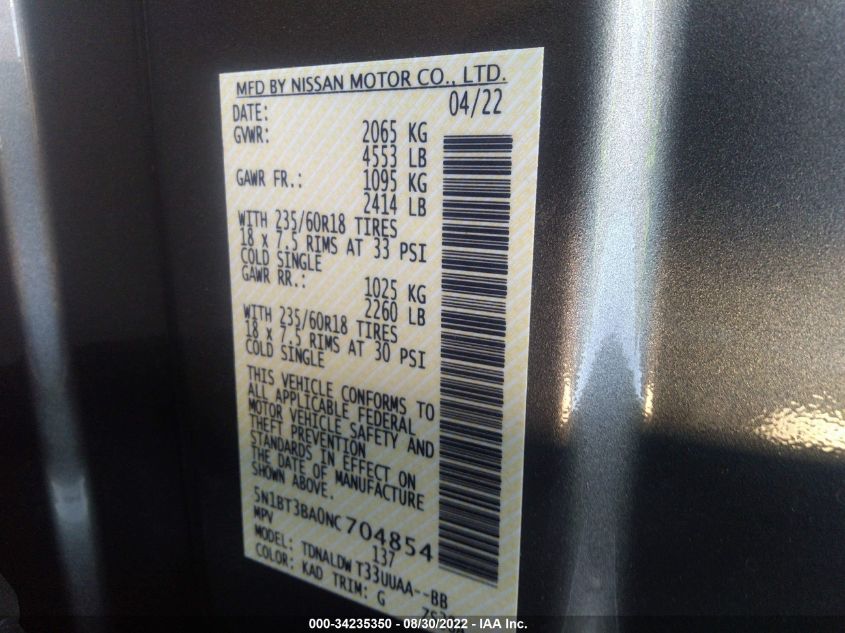 MFD BY NISSAN MOTOR CO., LTD.
DATE: 04/22
GVWR: 2065 KG
4553 LB
GAWR FR.: 1095 KG
2414 LB
WITH 235/60R18 TIRES
18 x 7.5 RIMS AT 33 PSI
COLD SINGLE
GAWR RR.: 1025 KG
2260 LB
WITH 235/60R18 TIRES
18 x 7.5 RIMS AT 30 PSI
COLD SINGLE
THIS VEHICLE CONFORMS TO
ALL APPLICABLE FEDERAL
MOTOR VEHICLE SAFETY AND
THEFT PREVENTION
STANDARDS IN EFFECT ON
THE DATE OF MANUFACTURE
SHOWN ABOVE.
5N1BT3BA0NC704854
MPV 137
MODEL: TDNALDW T33UUAA--BB
COLOR: KAD TRIM: G
000-34235350 - 08/30/2022 - IAA Inc.